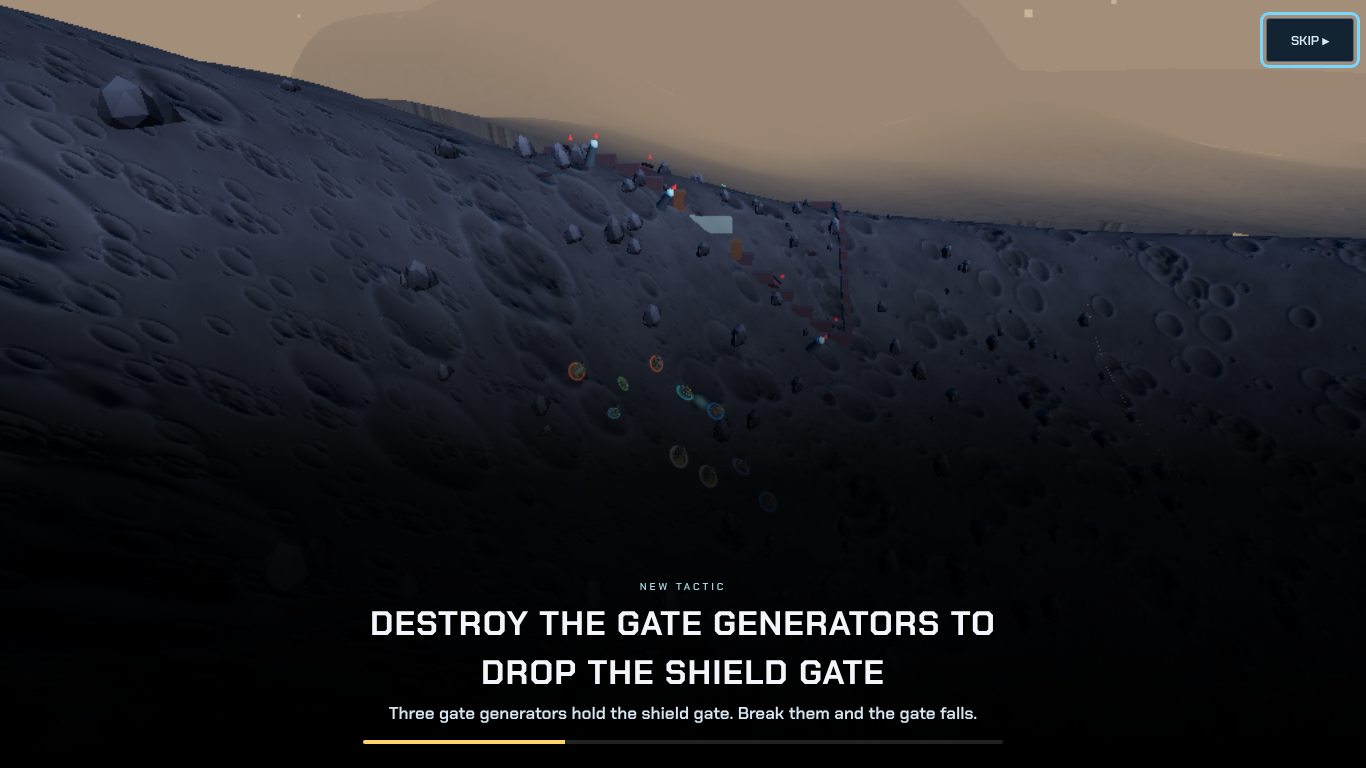 SKIP ▸
NEW TACTIC
DESTROY THE GATE GENERATORS TO
DROP THE SHIELD GATE
Three gate generators hold the shield gate. Break them and the gate falls.